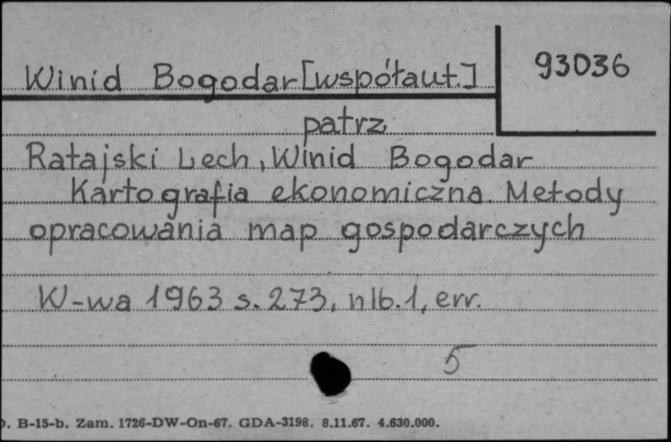 Winid Bogodar [współaut.]
93036
patrz
Ratajski Lech, Winid Bogodar
Kartografia ekonomiczna. Metody
opracowania map gospodarczych
W-wa 1963 s. 273, nlb. 1, err.
5
B-15-b. Zam. 1726-DW-On-67. GDA-3198. 8.11.67. 4.630.000.